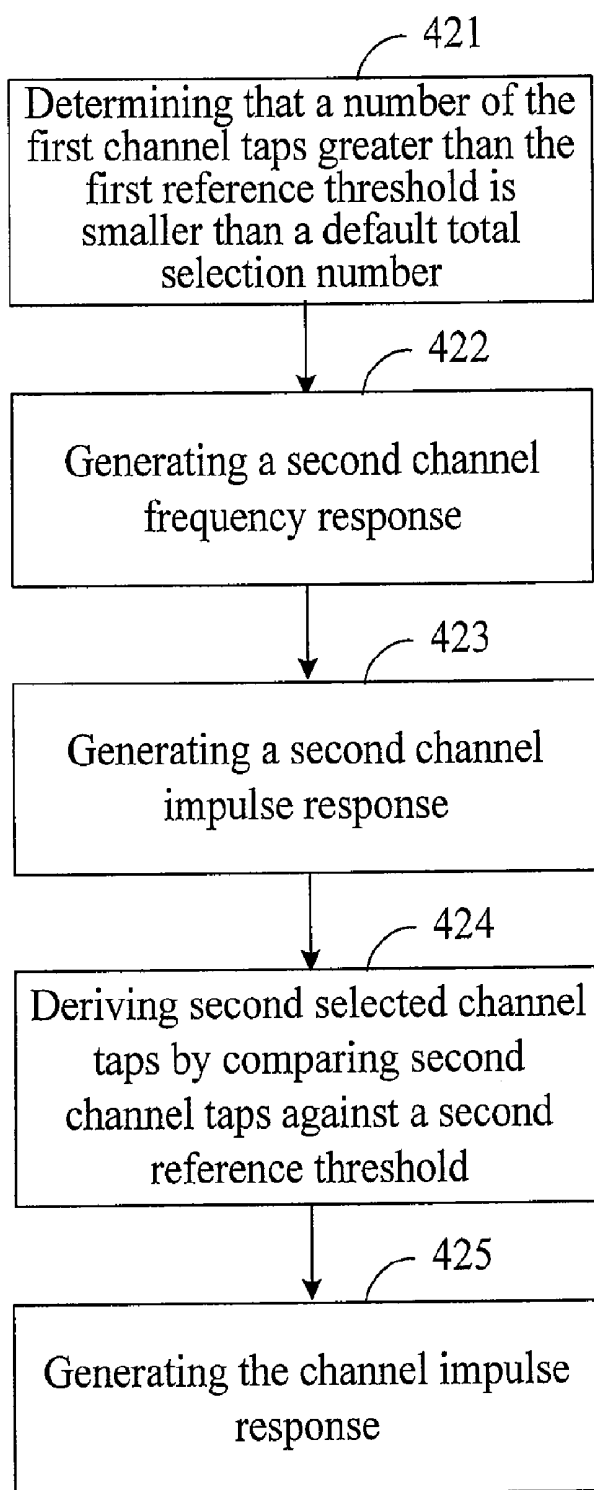 421
Determining that a number of the
first channel taps greater than the
first reference threshold is
smaller than a default total
selection number
422
Generating a second channel
frequency response
423
Generating a second channel
impulse response
424
Deriving second selected channel
taps by comparing second
channel taps against a second
reference threshold
425
Generating the channel impulse
response